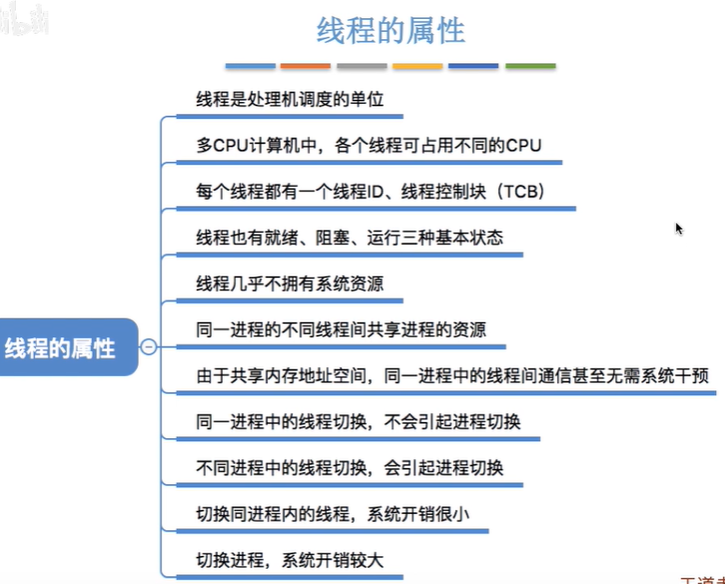 线程的属性
线程是处理机调度的单位
多CPU计算机中，各个线程可占用不同的CPU
每个线程都有一个线程ID、线程控制块（TCB）
线程也有就绪、阻塞、运行三种基本状态
线程几乎不拥有系统资源
线程的属性
同一进程的不同线程间共享进程的资源
由于共享内存地址空间，同一进程中的线程间通信甚至无需系统干预
同一进程中的线程切换，不会引起进程切换
不同进程中的线程切换，会引起进程切换
切换同进程内的线程，系统开销很小
切换进程，系统开销较大